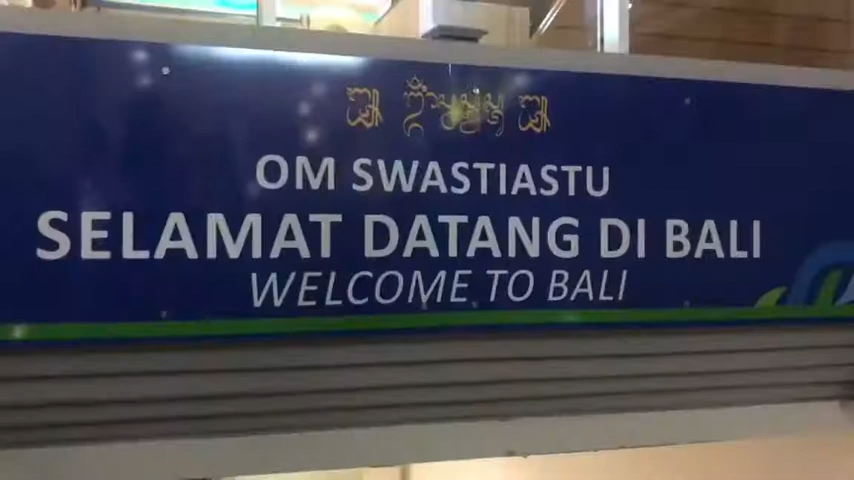 OM SWASTIASTU
SELAMAT DATANG DI BALI
WELCOME TO BALI